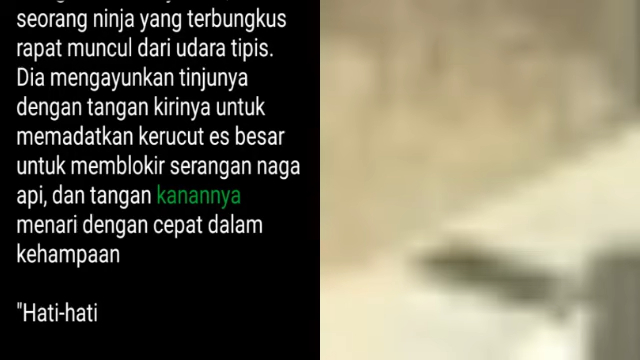 seorang ninja yang terbungkus
rapat muncul dari udara tipis.
Dia mengayunkan tinjunya
dengan tangan kirinya untuk
memadatkan kerucut es besar
untuk memblokir serangan naga
api, dan tangan kanannya
menari dengan cepat dalam
kehampaan
"Hati-hati